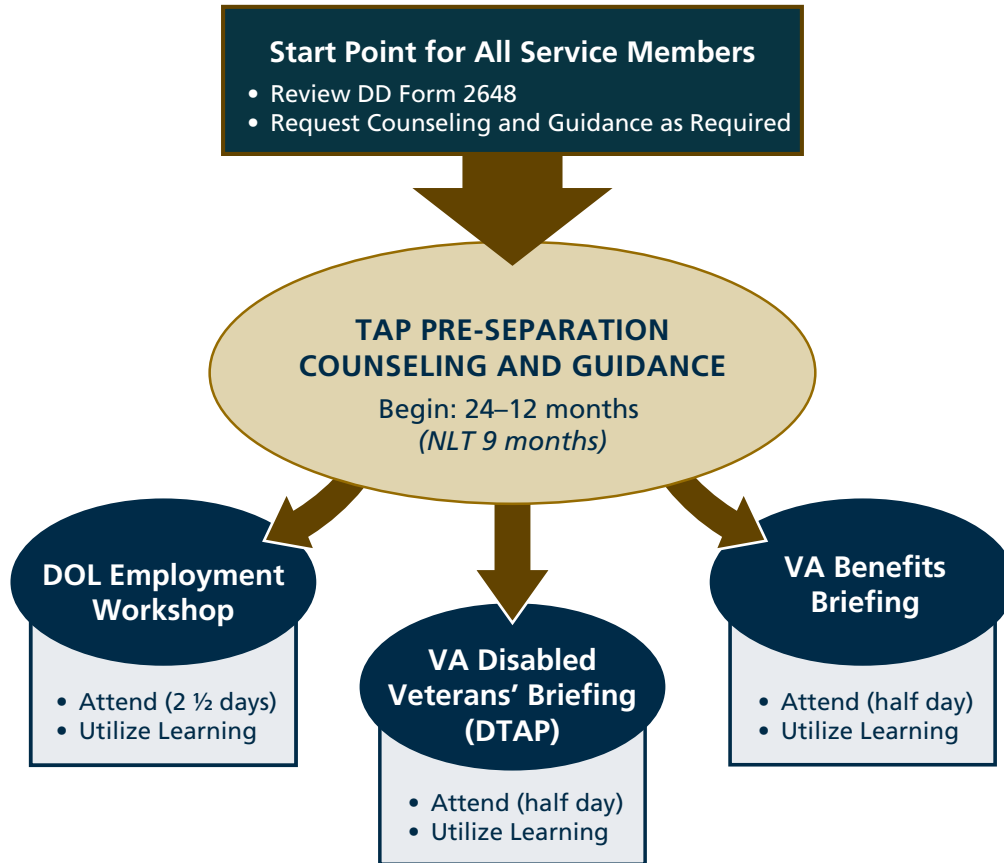 Start Point for All Service Members
• Review DD Form 2648
• Request Counseling and Guidance as Required
TAP PRE-SEPARATION
COUNSELING AND GUIDANCE
Begin: 24–12 months
(NLT 9 months)
DOL Employment
Workshop
• Attend (2 ½ days)
• Utilize Learning
VA Disabled
Veterans’ Briefing
(DTAP)
• Attend (half day)
• Utilize Learning
VA Benefits
Briefing
• Attend (half day)
• Utilize Learning